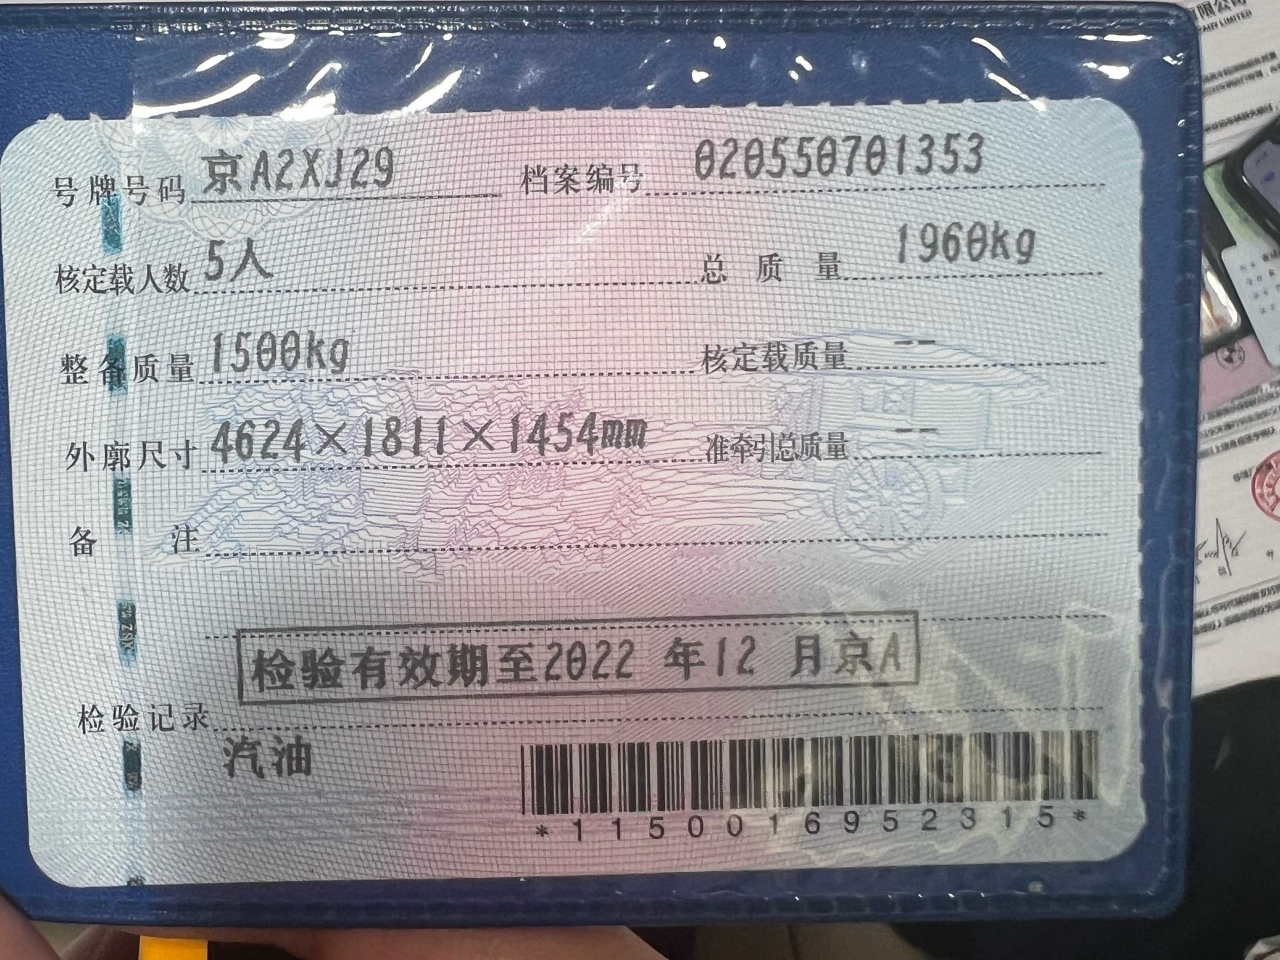 号牌号码 京A2XJ29 档案编号 020550701353
核定载人数 5人 总质量 1960kg
整备质量 1500kg 核定载质量 --
外廓尺寸 4624×1811×1454mm 准牵引总质量 --
备注
检验有效期至2022 年12 月京A
检验记录
汽油
*1150016952315*